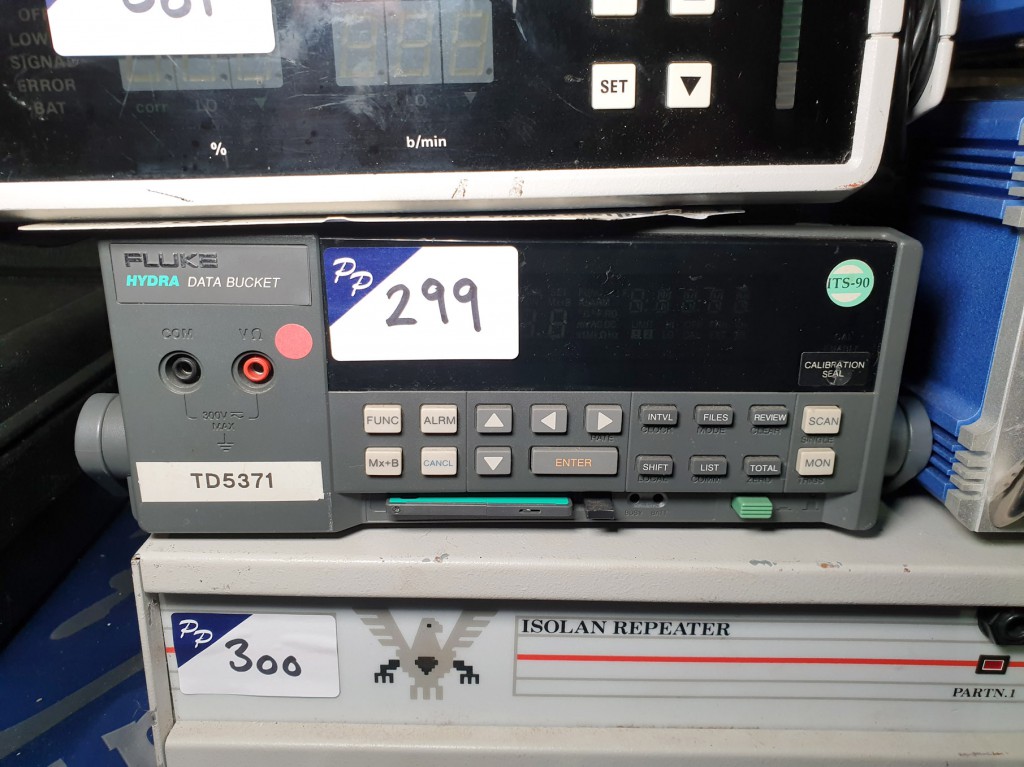 LOW
SIGNAL
ERROR
BAT
corr
LO
LO
%
b/min
SET
FLUKE
HYDRA DATA BUCKET
COM
VΩ
300V
MAX
TD5371
PP
299
ITS-90
CALIBRATION
SEAL
FUNC
ALRM
Mx+B
CANCL
RATE
ENTER
INTVL
FILES
REVIEW
CLOCK
MODE
CLEAR
SHIFT
LIST
TOTAL
LOCAL
COMM
ZERO
SCAN
SINGLE
MON
PP
300
ISOLAN REPEATER
PARTN.1